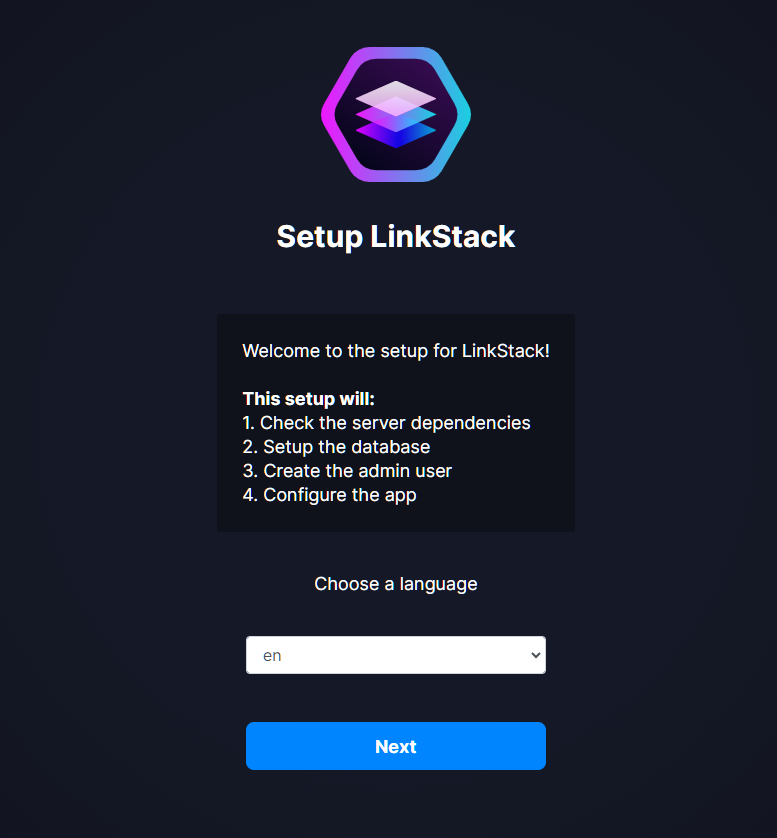 Setup LinkStack
Welcome to the setup for LinkStack!
This setup will:
1. Check the server dependencies
2. Setup the database
3. Create the admin user
4. Configure the app
Choose a language
en
Next